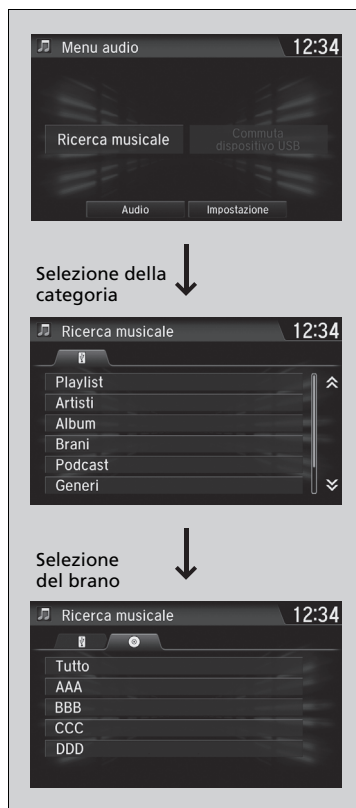 Menu audio 12:34
Ricerca musicale
Commuta
dispositivo USB
Audio Impostazione
Selezione della
categoria
Ricerca musicale 12:34
Playlist
Artisti
Album
Brani
Podcast
Generi
Selezione
del brano
Ricerca musicale 12:34
Tutto
AAA
BBB
CCC
DDD